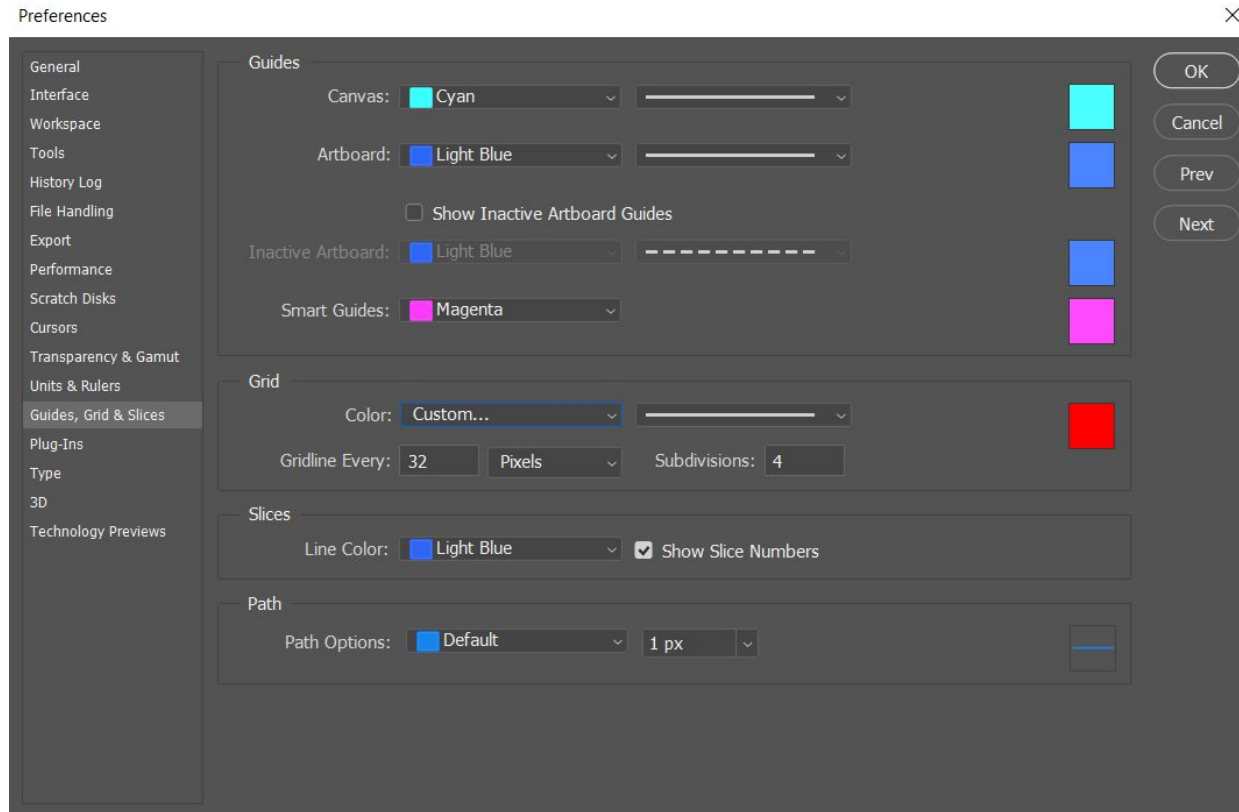 Preferences
General
Interface
Workspace
Tools
History Log
File Handling
Export
Performance
Scratch Disks
Cursors
Transparency & Gamut
Units & Rulers
Guides, Grid & Slices
Plug-Ins
Type
3D
Technology Previews
Guides
Canvas: Cyan
Artboard: Light Blue
Show Inactive Artboard Guides
Inactive Artboard: Light Blue
Smart Guides: Magenta
Grid
Color: Custom...
Gridline Every: 32 Pixels Subdivisions: 4
Slices
Line Color: Light Blue Show Slice Numbers
Path
Path Options: Default 1 px
OK
Cancel
Prev
Next